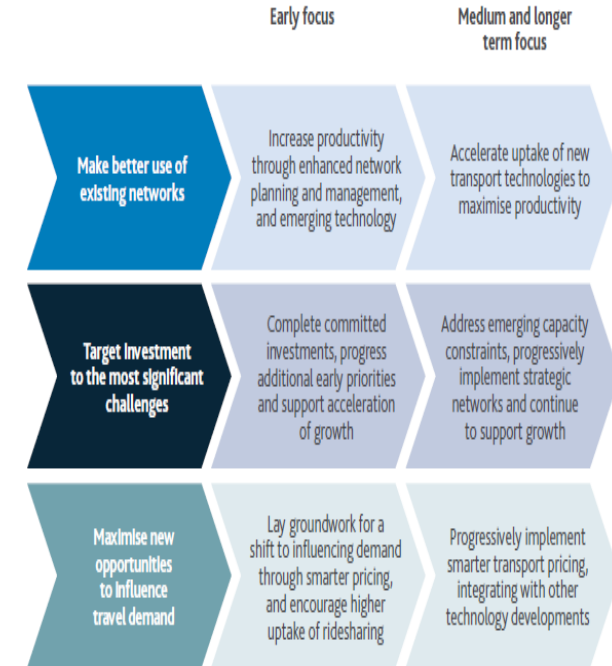 Early focus
Medium and longer
term focus
Make better use of
existing networks
Increase productivity
through enhanced network
planning and management,
and emerging technology
Accelerate uptake of new
transport technologies to
maximise productivity
Target investment
to the most significant
challenges
Complete committed
investments, progress
additional early priorities
and support acceleration
of growth
Address emerging capacity
constraints, progressively
implement strategic
networks and continue
to support growth
Maximise new
opportunities
to influence
travel demand
Lay groundwork for a
shift to influencing demand
through smarter pricing,
and encourage higher
uptake of ridesharing
Progressively implement
smarter transport pricing,
integrating with other
technology developments